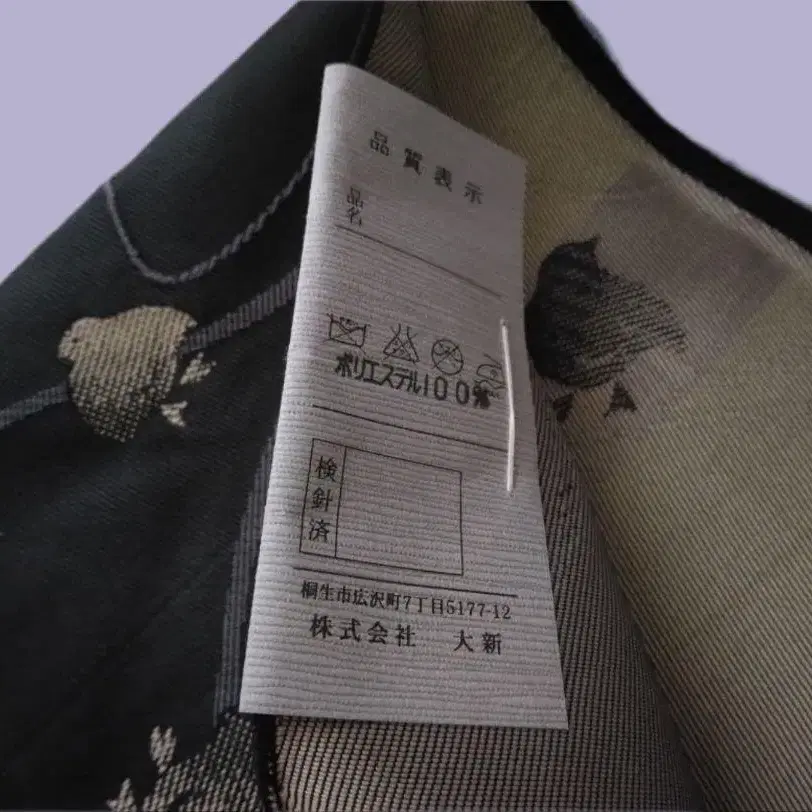 品質表示
品名
ポリエステル100%
検針済
桐生市広沢町7丁目5177-12
株式会社 大新